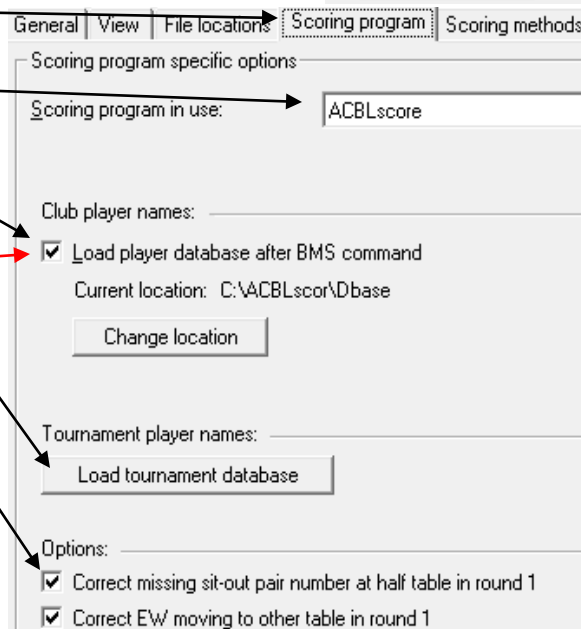 General View File locations Scoring program Scoring methods
Scoring program specific options
Scoring program in use: ACBLscore
Club player names:
Load player database after BMS command
Current location: C:\ACBLscor\Dbase
Change location
Tournament player names:
Load tournament database
Options:
Correct missing sit-out pair number at half table in round 1
Correct EW moving to other table in round 1